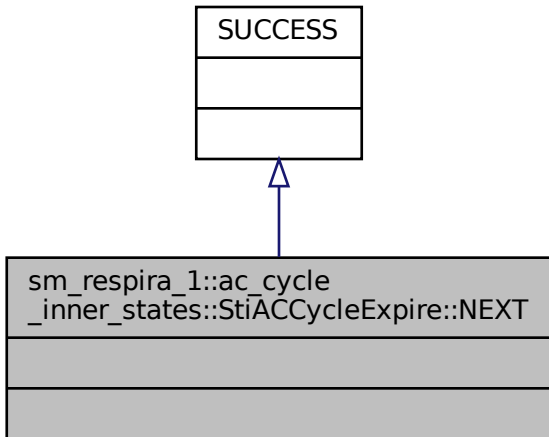 SUCCESS
sm_respira_1::ac_cycle
_inner_states::StiACCycleExpire::NEXT